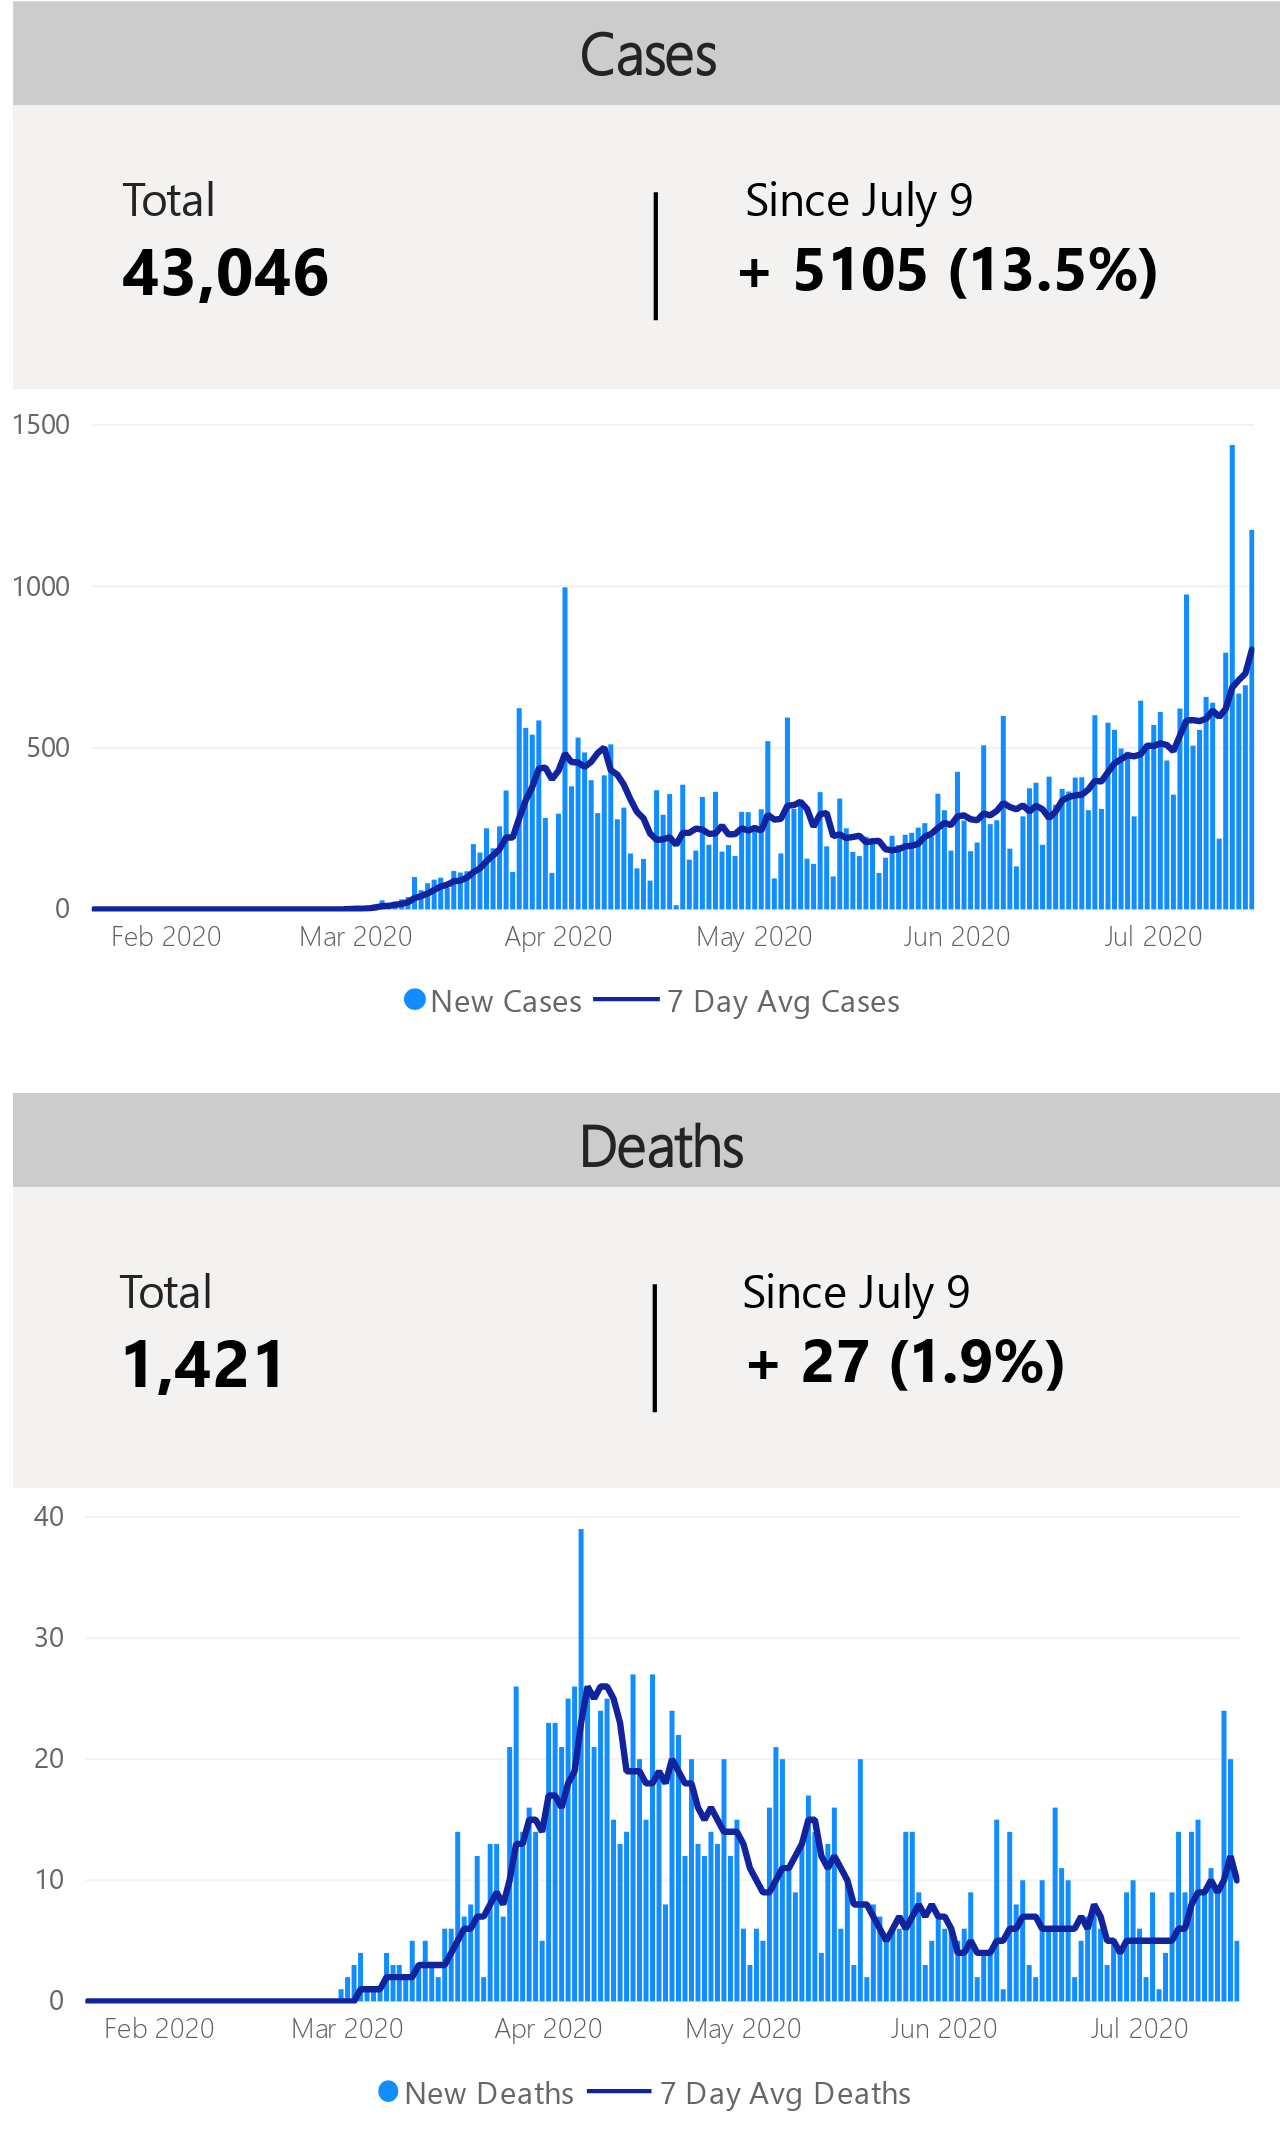 Cases
Total
Since July 9
43,046
+ 5105 (13.5%)
1500
1000
500
0
Feb 2020 Mar 2020 Apr 2020 May 2020 Jun 2020 Jul 2020
New Cases 7 Day Avg Cases
Deaths
Total
Since July 9
1,421
+ 27 (1.9%)
40
30
20
10
0
Feb 2020 Mar 2020 Apr 2020 May 2020 Jun 2020 Jul 2020
New Deaths 7 Day Avg Deaths